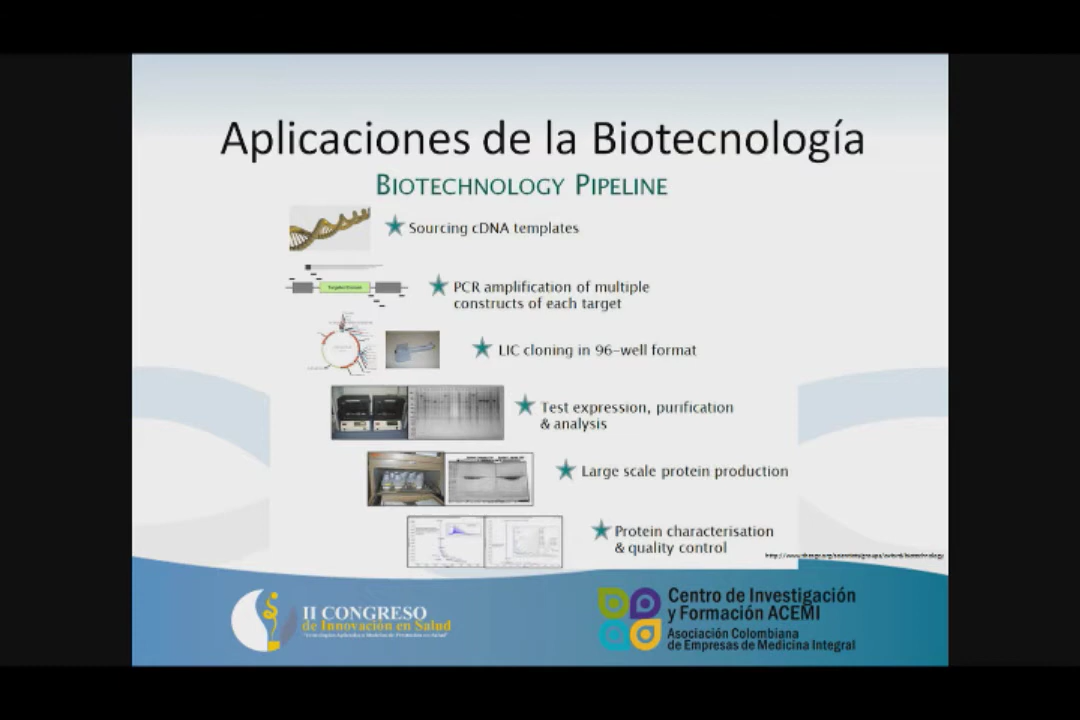 Aplicaciones de la Biotecnología
BIOTECHNOLOGY PIPELINE
Sourcing cDNA templates
PCR amplification of multiple
constructs of each target
LIC cloning in 96-well format
Test expression, purification
& analysis
Large scale protein production
Protein characterisation
& quality control
II CONGRESO
de Innovación en Salud
Centro de Investigación
y Formación ACEMI
Asociación Colombiana
de Empresas de Medicina Integral